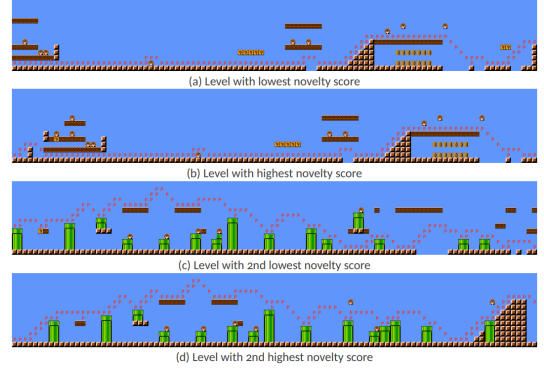 (a) Level with lowest novelty score
(b) Level with highest novelty score
(c) Level with 2nd lowest novelty score
(d) Level with 2nd highest novelty score